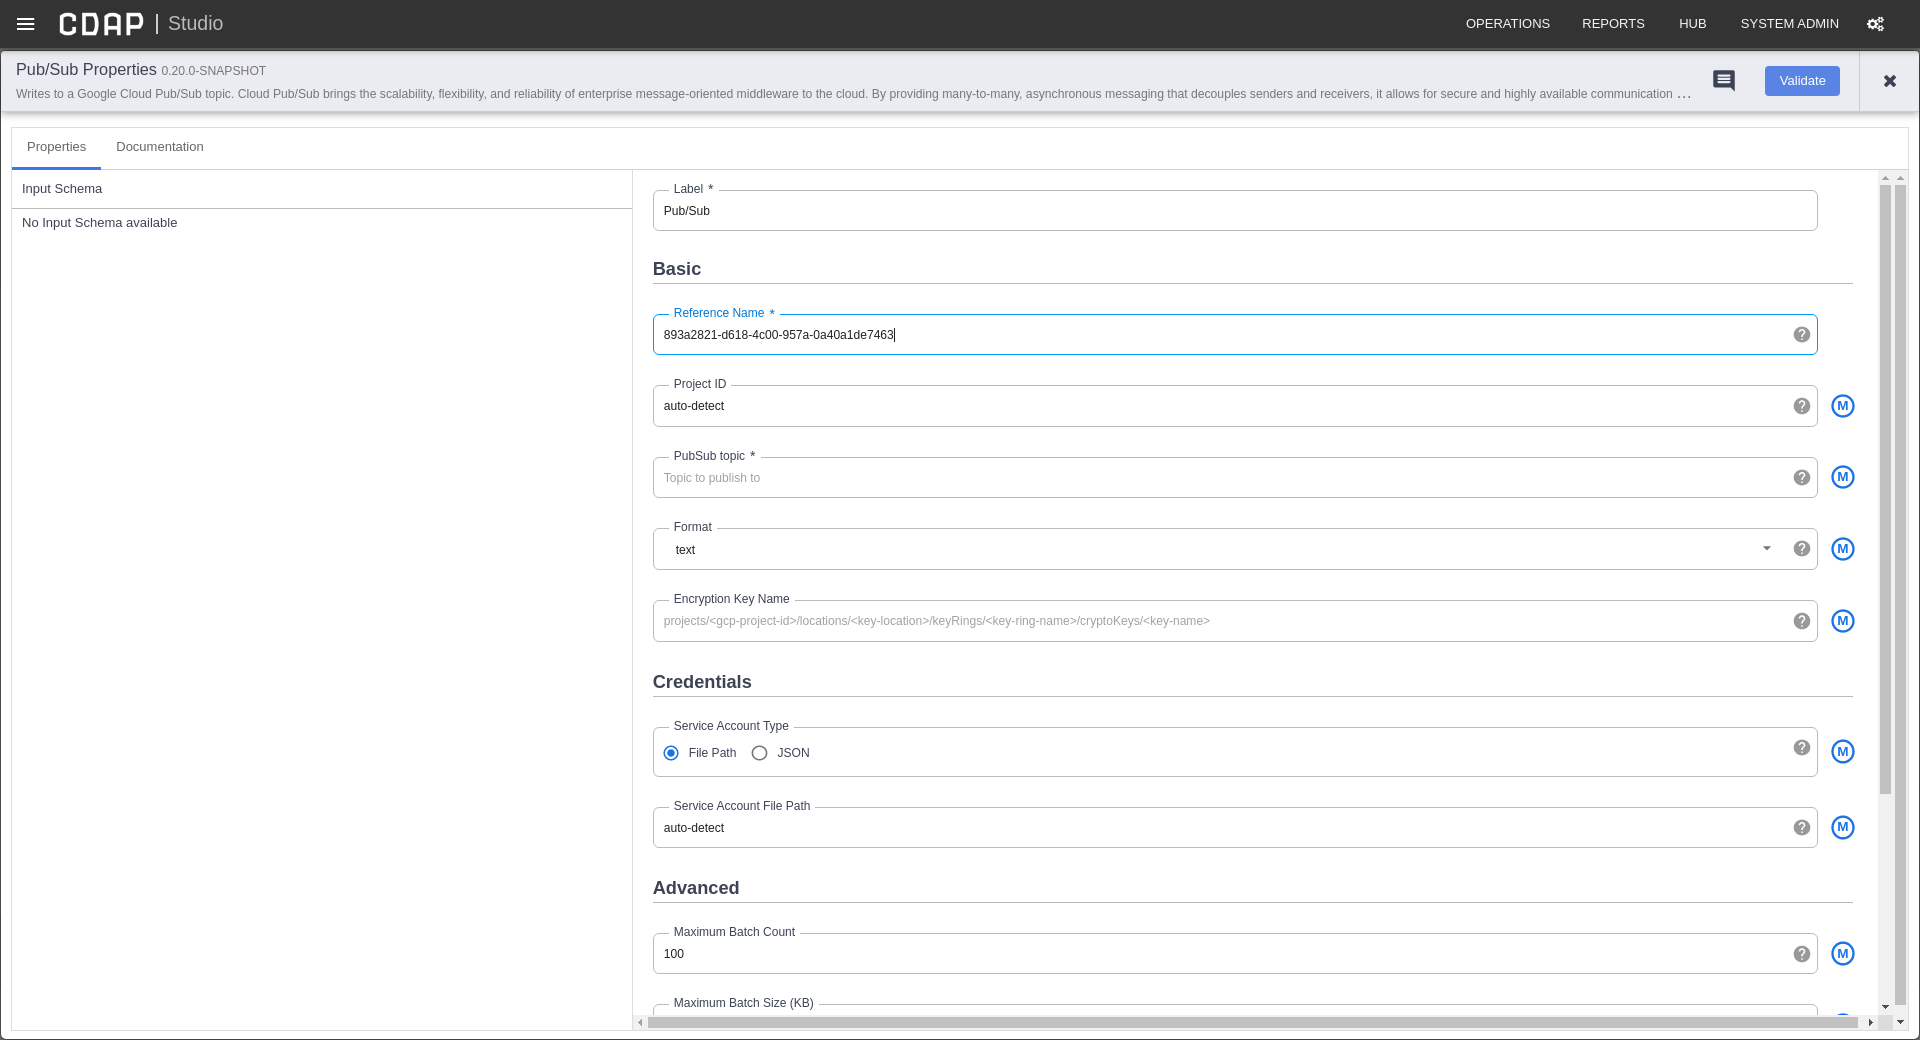 CDAP | Studio
OPERATIONS REPORTS HUB SYSTEM ADMIN
Pub/Sub Properties 0.20.0-SNAPSHOT
Writes to a Google Cloud Pub/Sub topic. Cloud Pub/Sub brings the scalability, flexibility, and reliability of enterprise message-oriented middleware to the cloud. By providing many-to-many, asynchronous messaging that decouples senders and receivers, it allows for secure and highly available communication ...
Validate
Properties Documentation
Input Schema
No Input Schema available
Label *
Pub/Sub
Basic
Reference Name *
893a2821-d618-4c00-957a-0a40a1de7463
Project ID
auto-detect
M
PubSub topic *
Topic to publish to
M
Format
text
M
Encryption Key Name
projects/<gcp-project-id>/locations/<key-location>/keyRings/<key-ring-name>/cryptoKeys/<key-name>
M
Credentials
Service Account Type
File Path JSON
M
Service Account File Path
auto-detect
M
Advanced
Maximum Batch Count
100
M
Maximum Batch Size (KB)